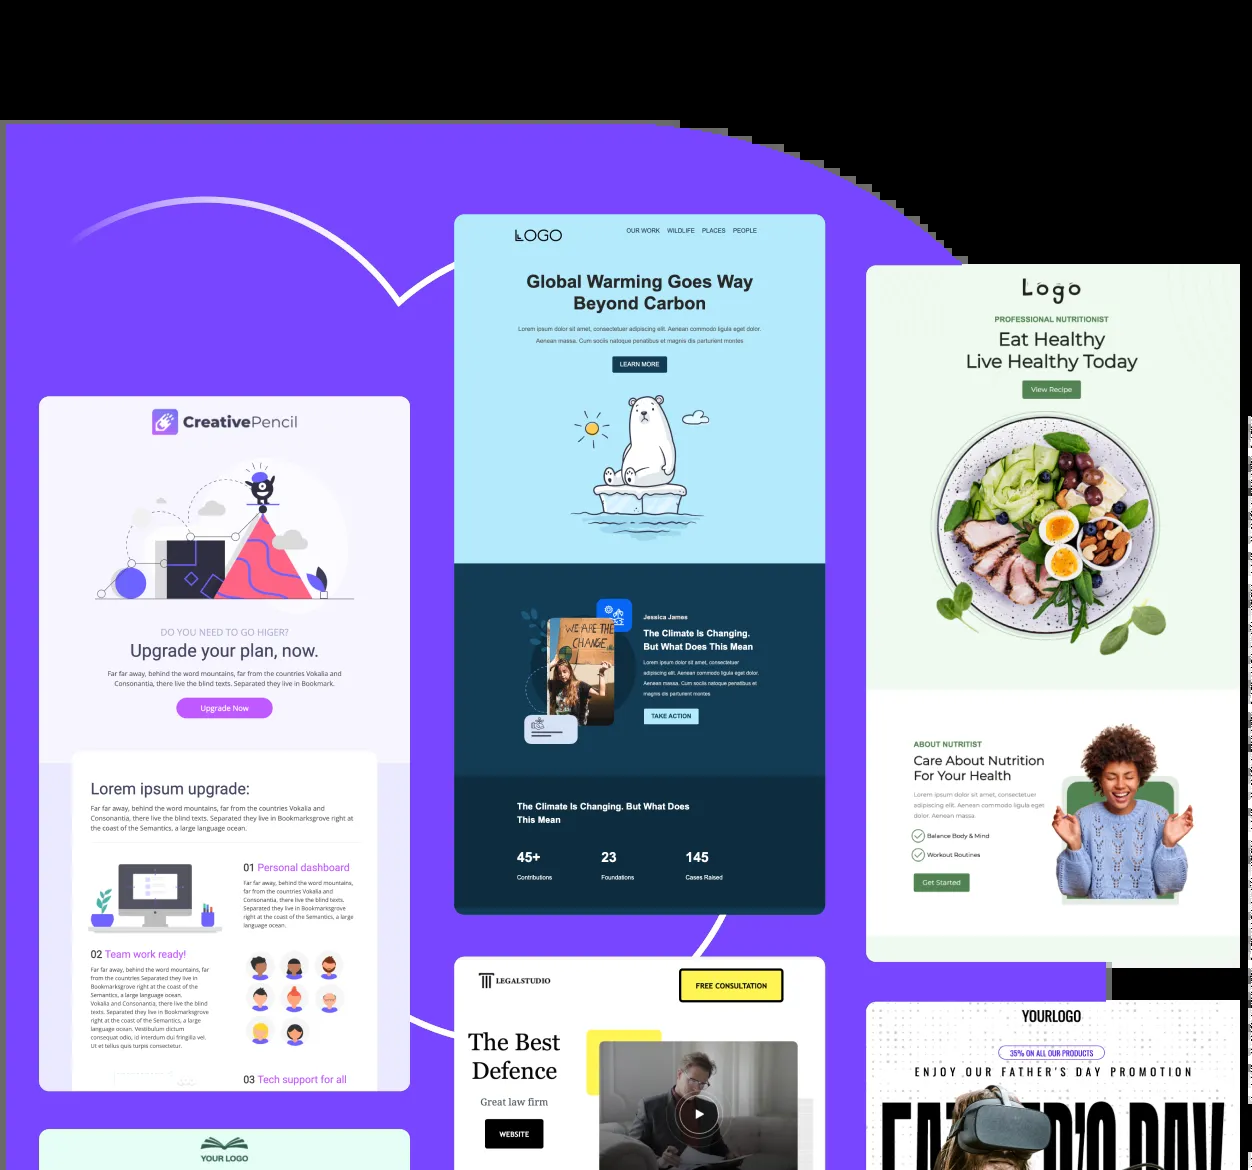 CreativePencil
DO YOU NEED TO GO HIGER?
Upgrade your plan, now.
Far far away, behind the word mountains, far from the countries Vokalia and
Consonantia, there live the blind texts. Separated they live in Bookmark.
Upgrade Now
Lorem ipsum upgrade:
Far far away, behind the word mountains, far from the countries Vokalia and
Consonantia, there live the blind texts. Separated they live in Bookmarksgrove right at
the coast of the Semantics, a large language ocean.
01 Personal dashboard
Far far away, behind the word mountains,
far from the countries Vokalia and
Consonantia, there live the blind texts.
Separated they live in Bookmarksgrove
right at the coast of the Semantics, a large
language ocean.
02 Team work ready!
Far far away, behind the word mountains, far
from the countries Separated they live in
Bookmarksgrove right at the coast of the
Semantics, a large language ocean.
Vokalia and Consonantia, there live the blind
texts. Separated they live in Bookmarksgrove
right at the coast of the Semantics, a large
language ocean. Vestibulum dictum
consequat odio, id interdum dui fringilla vel.
Ut et tellus quis turpis consectetur.
03 Tech support for all
YOUR LOGO
LOGO
OUR WORK WILDLIFE PLACES PEOPLE
Global Warming Goes Way
Beyond Carbon
Lorem ipsum dolor sit amet, consectetuer adipiscing elit. Aenean commodo ligula eget dolor.
Aenean massa. Cum sociis natoque penatibus et magnis dis parturient montes
LEARN MORE
WE ARE THE
CHANGE
Jessica James
The Climate Is Changing.
But What Does This Mean
Lorem ipsum dolor sit amet, consectetuer
adipiscing elit. Aenean commodo ligula eget dolor.
Aenean massa. Cum sociis natoque penatibus et
magnis dis parturient montes
TAKE ACTION
The Climate Is Changing. But What Does
This Mean
45+ 23 145
Contributions Foundations Cases Raised
LEGALSTUDIO
FREE CONSULTATION
The Best
Defence
Great law firm
WEBSITE
Logo
PROFESSIONAL NUTRITIONIST
Eat Healthy
Live Healthy Today
View Recipe
ABOUT NUTRITIST
Care About Nutrition
For Your Health
Lorem ipsum dolor sit amet, consectetuer
adipiscing elit. Aenean commodo ligula eget
dolor. Aenean massa.
Balance Body & Mind
Workout Routines
Get Started
YOURLOGO
35% ON ALL OUR PRODUCTS
ENJOY OUR FATHER'S DAY PROMOTION